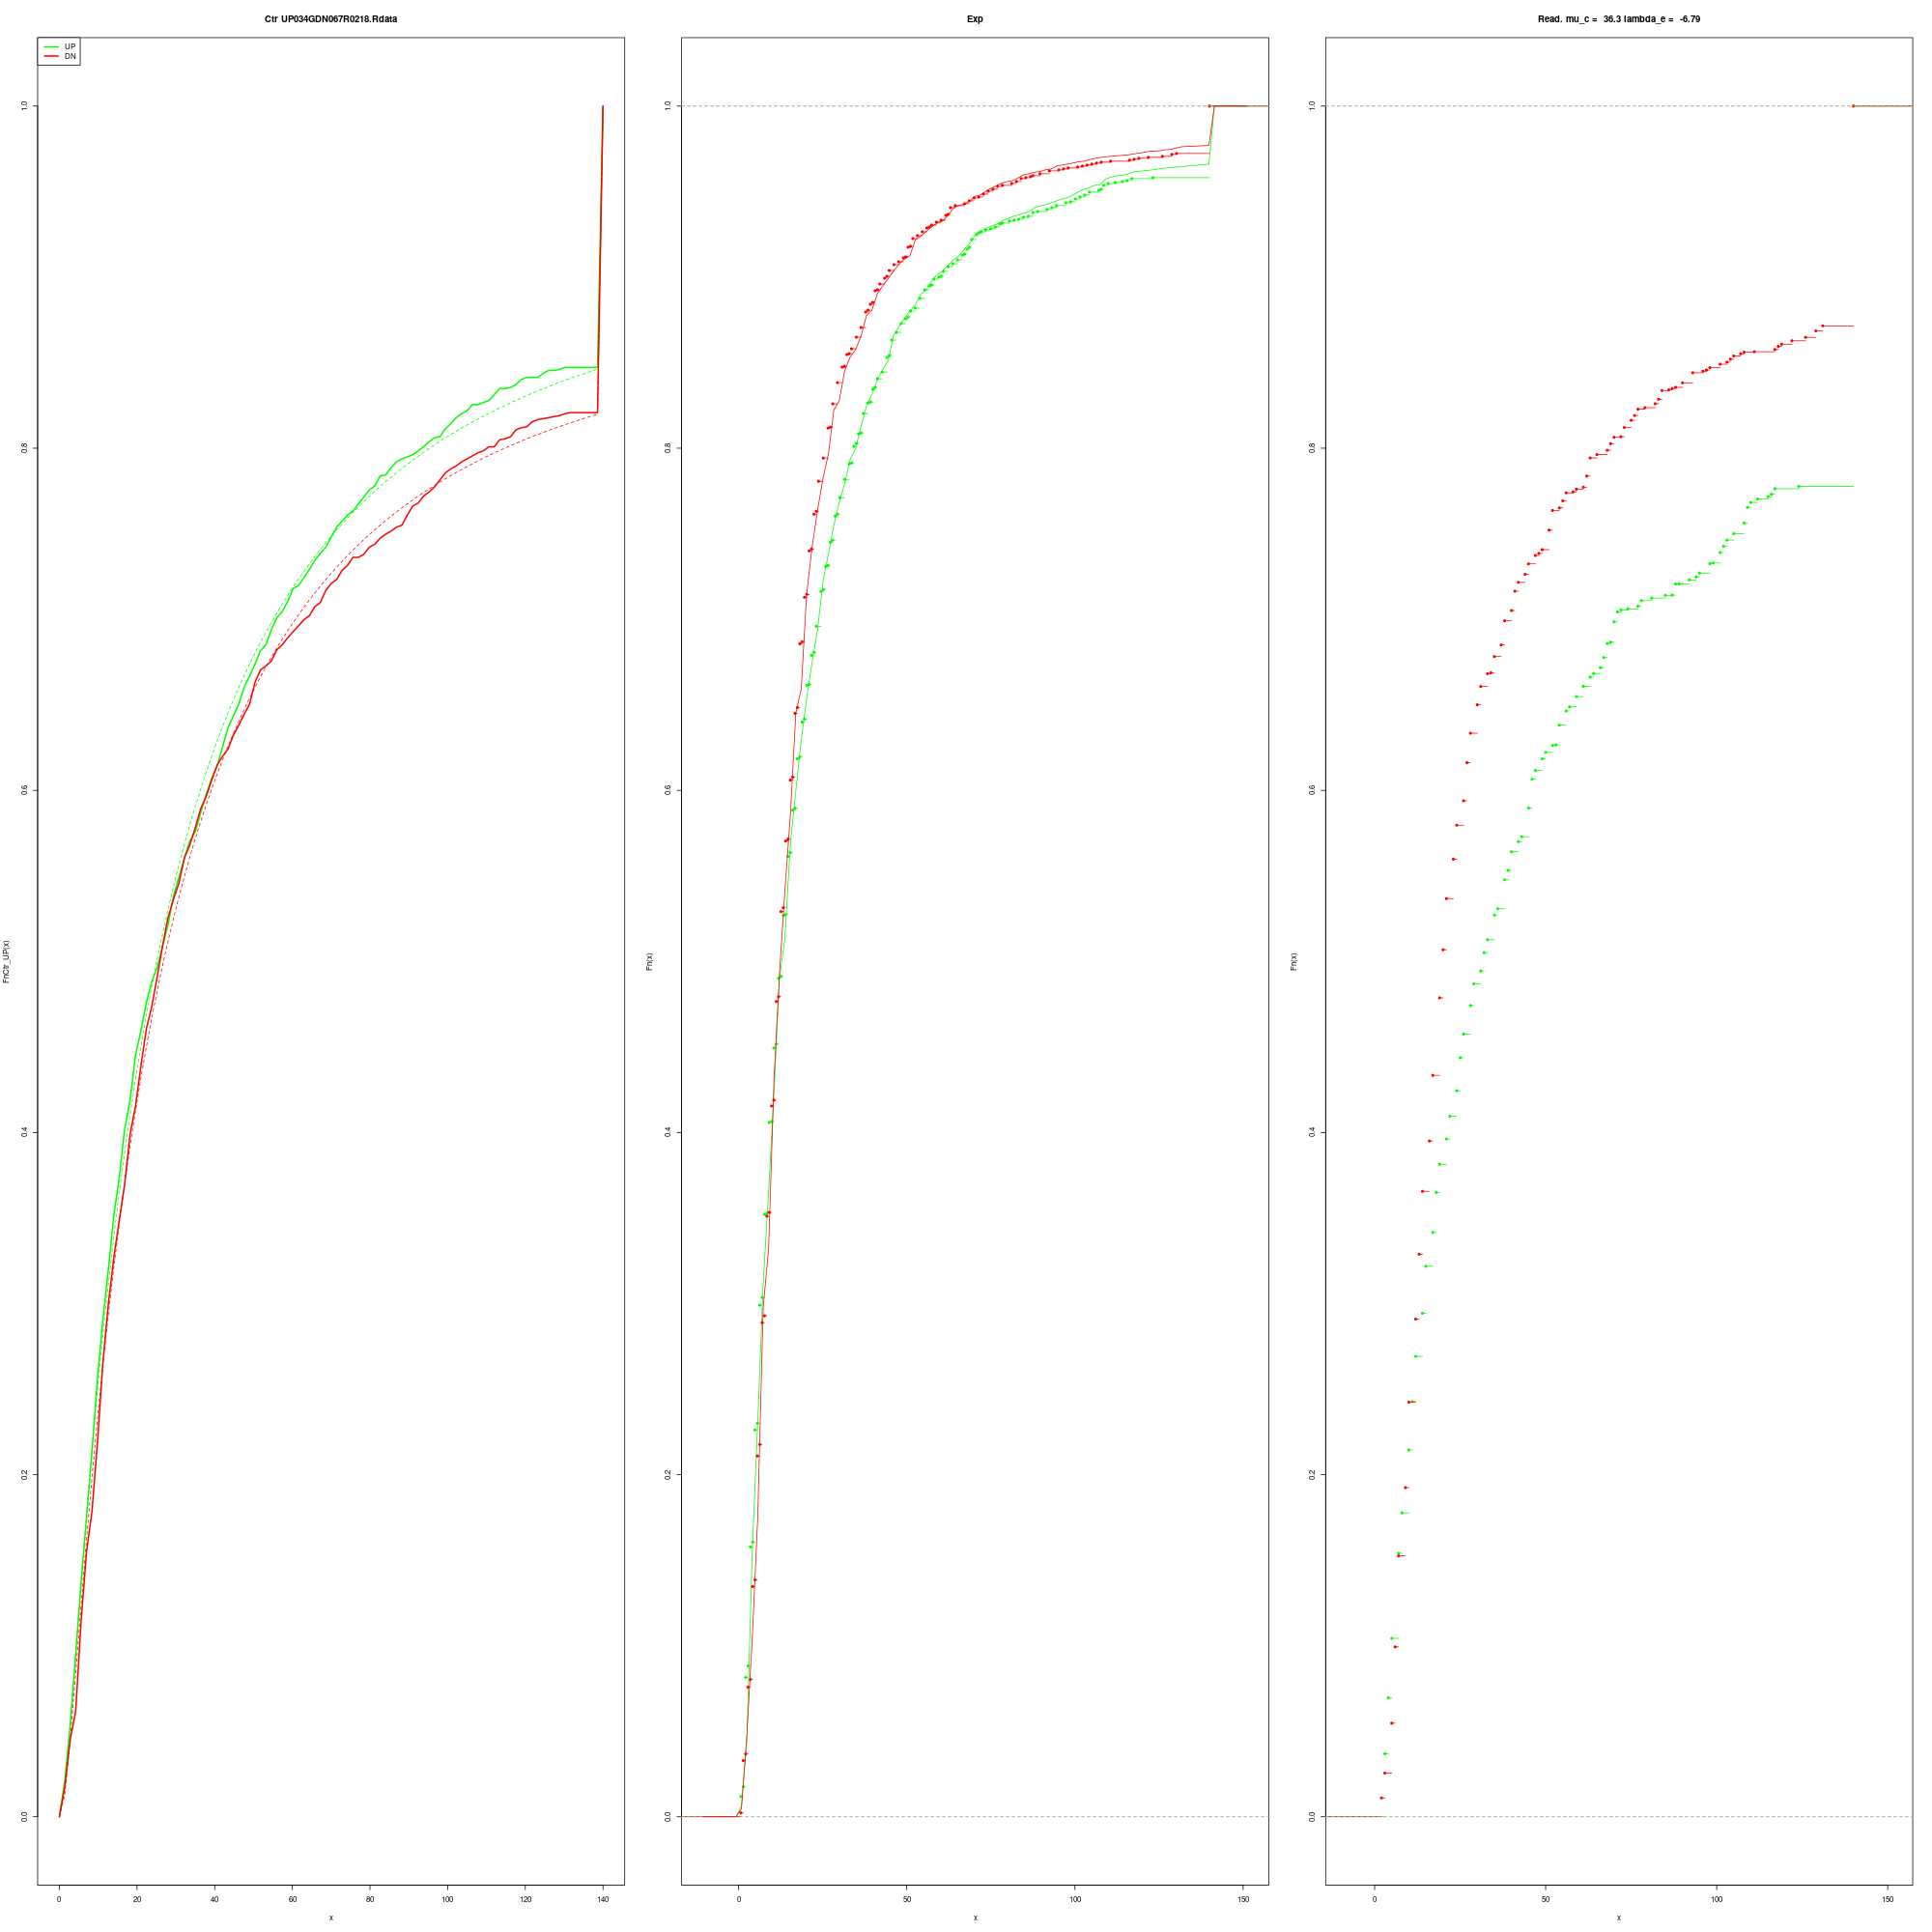 Ctr UP034GDN067R0218.Rdata
UP
DN
FnCtr_UP(x)
0.0 0.2 0.4 0.6 0.8 1.0
0 20 40 60 80 100 120 140
x
Exp
Fn(x)
0.0 0.2 0.4 0.6 0.8 1.0
0 50 100 150
x
Read. mu_c = 36.3 lambda_e = -6.79
Fn(x)
0.0 0.2 0.4 0.6 0.8 1.0
0 50 100 150
x